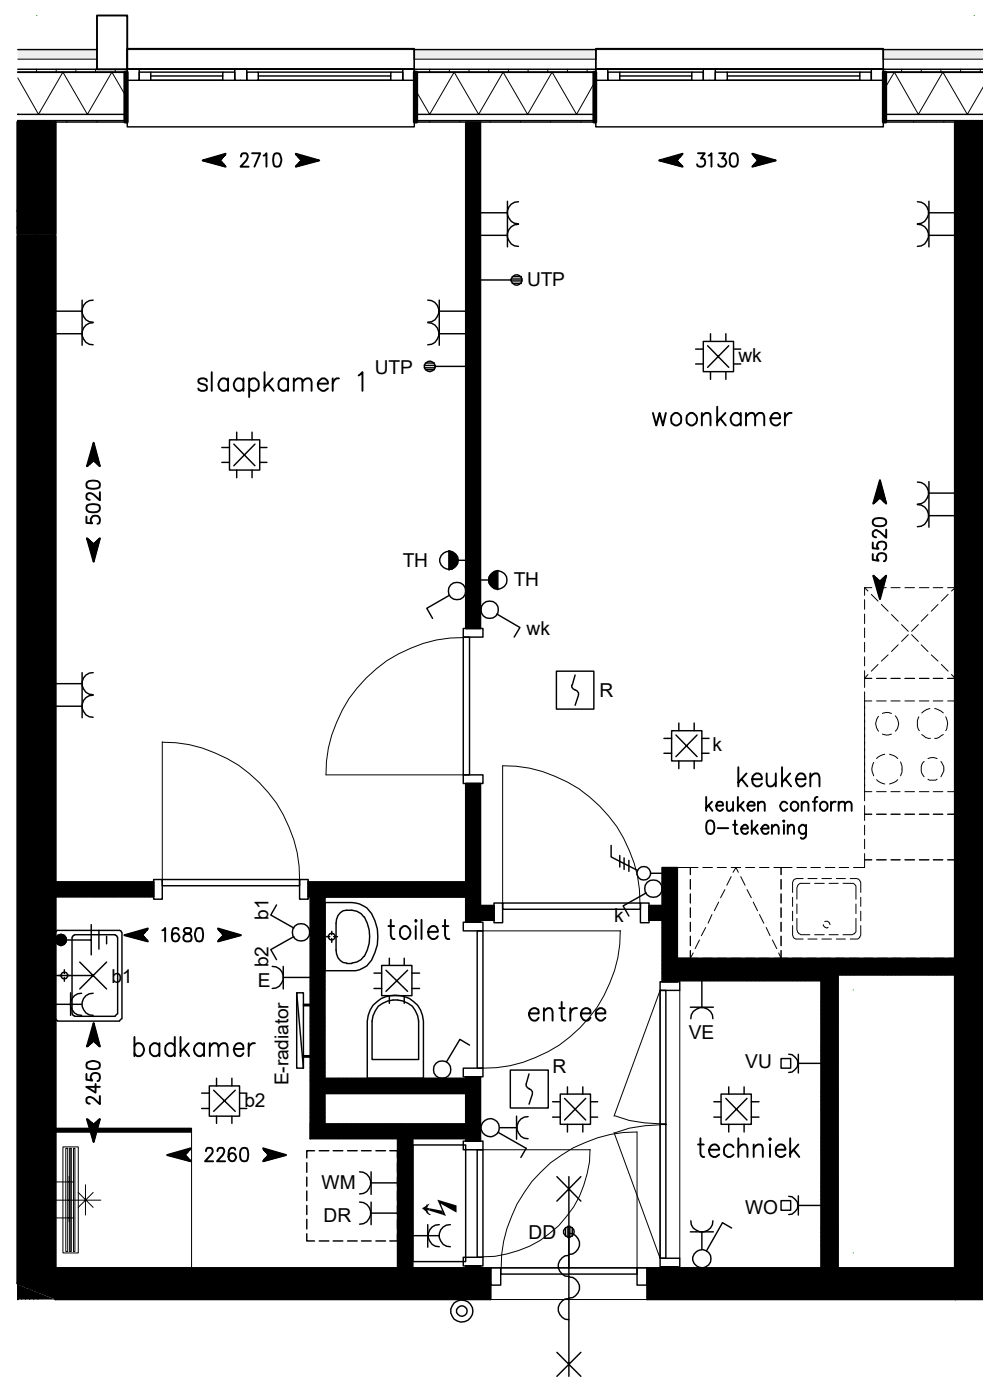 2710
3130
UTP
UTP
wk
slaapkamer 1
woonkamer
5020
5520
TH
TH
wk
R
k
keuken
keuken conform
0-tekening
k
b1
1680
b2
toilet
E
b1
entree
E-radiator
VE
badkamer
2450
R
VU
b2
techniek
2260
WM
DR
WO
DD